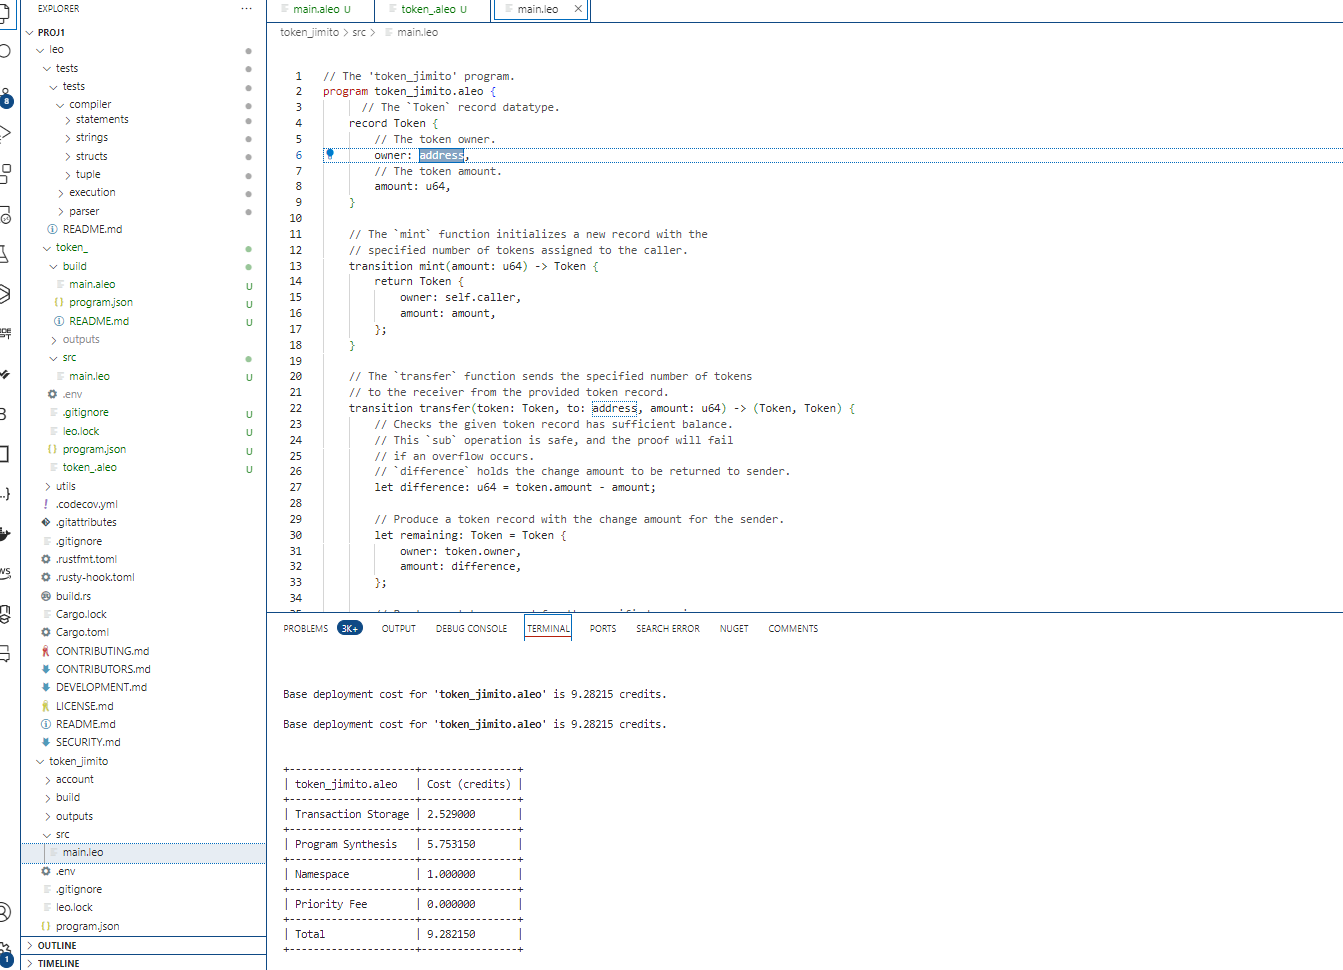 EXPLORER
PROJ1
leo
tests
tests
compiler
statements
strings
structs
tuple
execution
parser
README.md
token_
build
main.aleo U
program.json U
README.md U
outputs
src
main.leo U
.env
.gitignore U
leo.lock U
program.json U
token_.aleo U
utils
.codecov.yml
.gitattributes
.gitignore
.rustfmt.toml
.rusty-hook.toml
build.rs
Cargo.lock
Cargo.toml
CONTRIBUTING.md
CONTRIBUTORS.md
DEVELOPMENT.md
LICENSE.md
README.md
SECURITY.md
token_jimito
account
build
outputs
src
main.leo
.env
.gitignore
leo.lock
program.json
OUTLINE
TIMELINE
8
1
main.aleo U
token_.aleo U
main.leo
token_jimito > src > main.leo
1 // The 'token_jimito' program.
2 program token_jimito.aleo {
3 // The `Token` record datatype.
4 record Token {
5 // The token owner.
6 owner: address,
7 // The token amount.
8 amount: u64,
9 }
10
11 // The `mint` function initializes a new record with the
12 // specified number of tokens assigned to the caller.
13 transition mint(amount: u64) -> Token {
14 return Token {
15 owner: self.caller,
16 amount: amount,
17 };
18 }
19
20 // The `transfer` function sends the specified number of tokens
21 // to the receiver from the provided token record.
22 transition transfer(token: Token, to: address, amount: u64) -> (Token, Token) {
23 // Checks the given token record has sufficient balance.
24 // This `sub` operation is safe, and the proof will fail
25 // if an overflow occurs.
26 // `difference` holds the change amount to be returned to sender.
27 let difference: u64 = token.amount - amount;
28
29 // Produce a token record with the change amount for the sender.
30 let remaining: Token = Token {
31 owner: token.owner,
32 amount: difference,
33 };
34
PROBLEMS 3K+ OUTPUT DEBUG CONSOLE TERMINAL PORTS SEARCH ERROR NUGET COMMENTS
Base deployment cost for 'token_jimito.aleo' is 9.28215 credits.
Base deployment cost for 'token_jimito.aleo' is 9.28215 credits.
+----------------------+----------------+
| token_jimito.aleo | Cost (credits) |
+----------------------+----------------+
| Transaction Storage | 2.529000 |
+----------------------+----------------+
| Program Synthesis | 5.753150 |
+----------------------+----------------+
| Namespace | 1.000000 |
+----------------------+----------------+
| Priority Fee | 0.000000 |
+----------------------+----------------+
| Total | 9.282150 |
+----------------------+----------------+